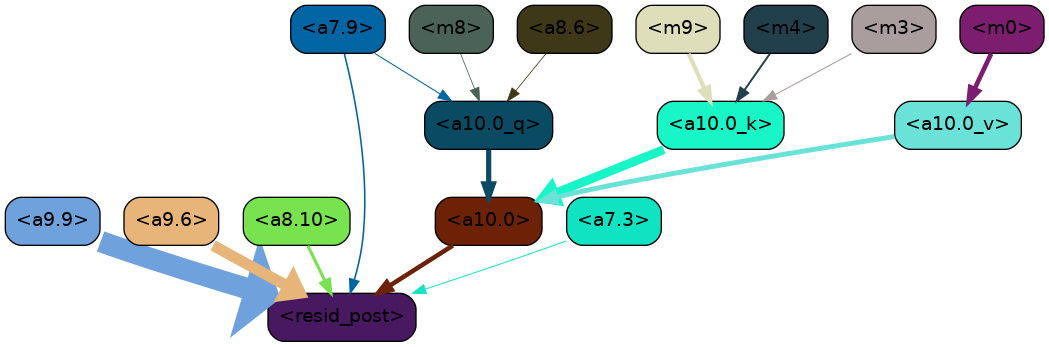 <a7.9> <m8> <a8.6> <m9> <m4> <m3> <m0>
<a10.0_q> <a10.0_k> <a10.0_v>
<a9.9> <a9.6> <a8.10> <a10.0> <a7.3>
<resid_post>